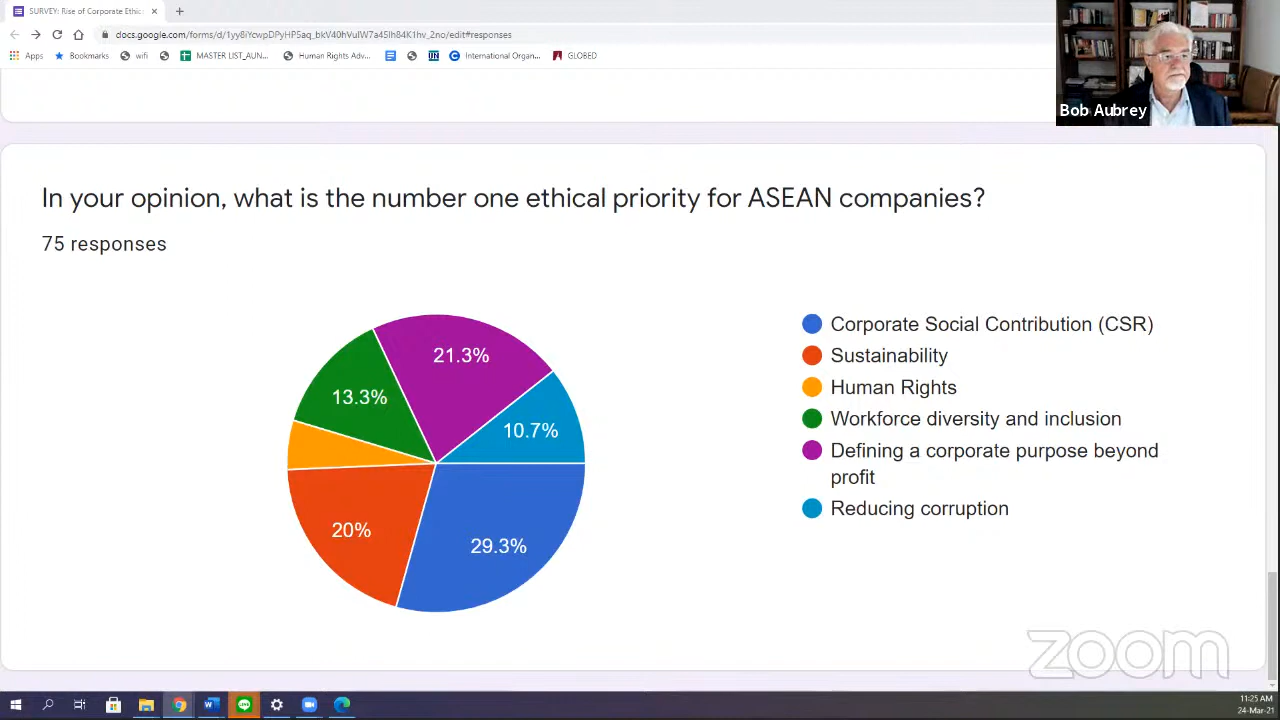 SURVEY: Rise of Corporate Ethic
docs.google.com/forms/d/1yy8iYcwpDPyHP5aq_bkV40hVulW7a45lh84K1hv_2no/edit#responses
Apps Bookmarks wifi MASTER LIST_AUN... Human Rights Adv... International Organ... GLOBED
Bob Aubrey
In your opinion, what is the number one ethical priority for ASEAN companies?
75 responses
21.3%
13.3%
10.7%
20%
29.3%
Corporate Social Contribution (CSR)
Sustainability
Human Rights
Workforce diversity and inclusion
Defining a corporate purpose beyond
profit
Reducing corruption
zoom
11:25 AM
24-Mar-21